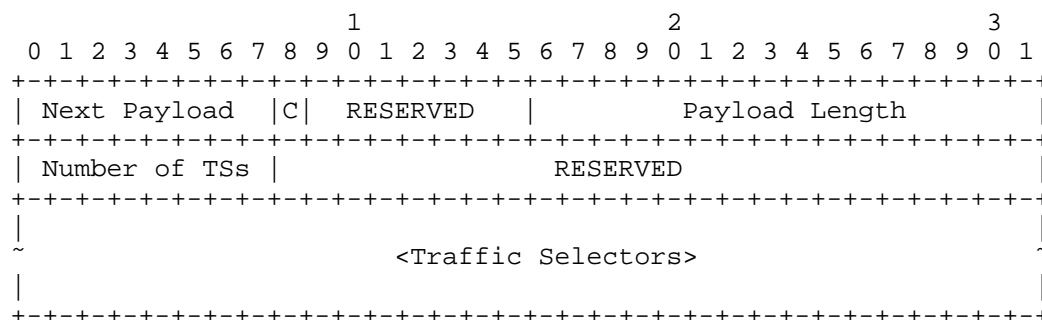 1                   2                   3
 0 1 2 3 4 5 6 7 8 9 0 1 2 3 4 5 6 7 8 9 0 1 2 3 4 5 6 7 8 9 0 1
+-+-+-+-+-+-+-+-+-+-+-+-+-+-+-+-+-+-+-+-+-+-+-+-+-+-+-+-+-+-+-+-+
| Next Payload  |C|  RESERVED   |         Payload Length        |
+-+-+-+-+-+-+-+-+-+-+-+-+-+-+-+-+-+-+-+-+-+-+-+-+-+-+-+-+-+-+-+-+
| Number of TSs |                 RESERVED                      |
+-+-+-+-+-+-+-+-+-+-+-+-+-+-+-+-+-+-+-+-+-+-+-+-+-+-+-+-+-+-+-+-+
|                                                               |
~                       <Traffic Selectors>                     ~
|                                                               |
+-+-+-+-+-+-+-+-+-+-+-+-+-+-+-+-+-+-+-+-+-+-+-+-+-+-+-+-+-+-+-+-+